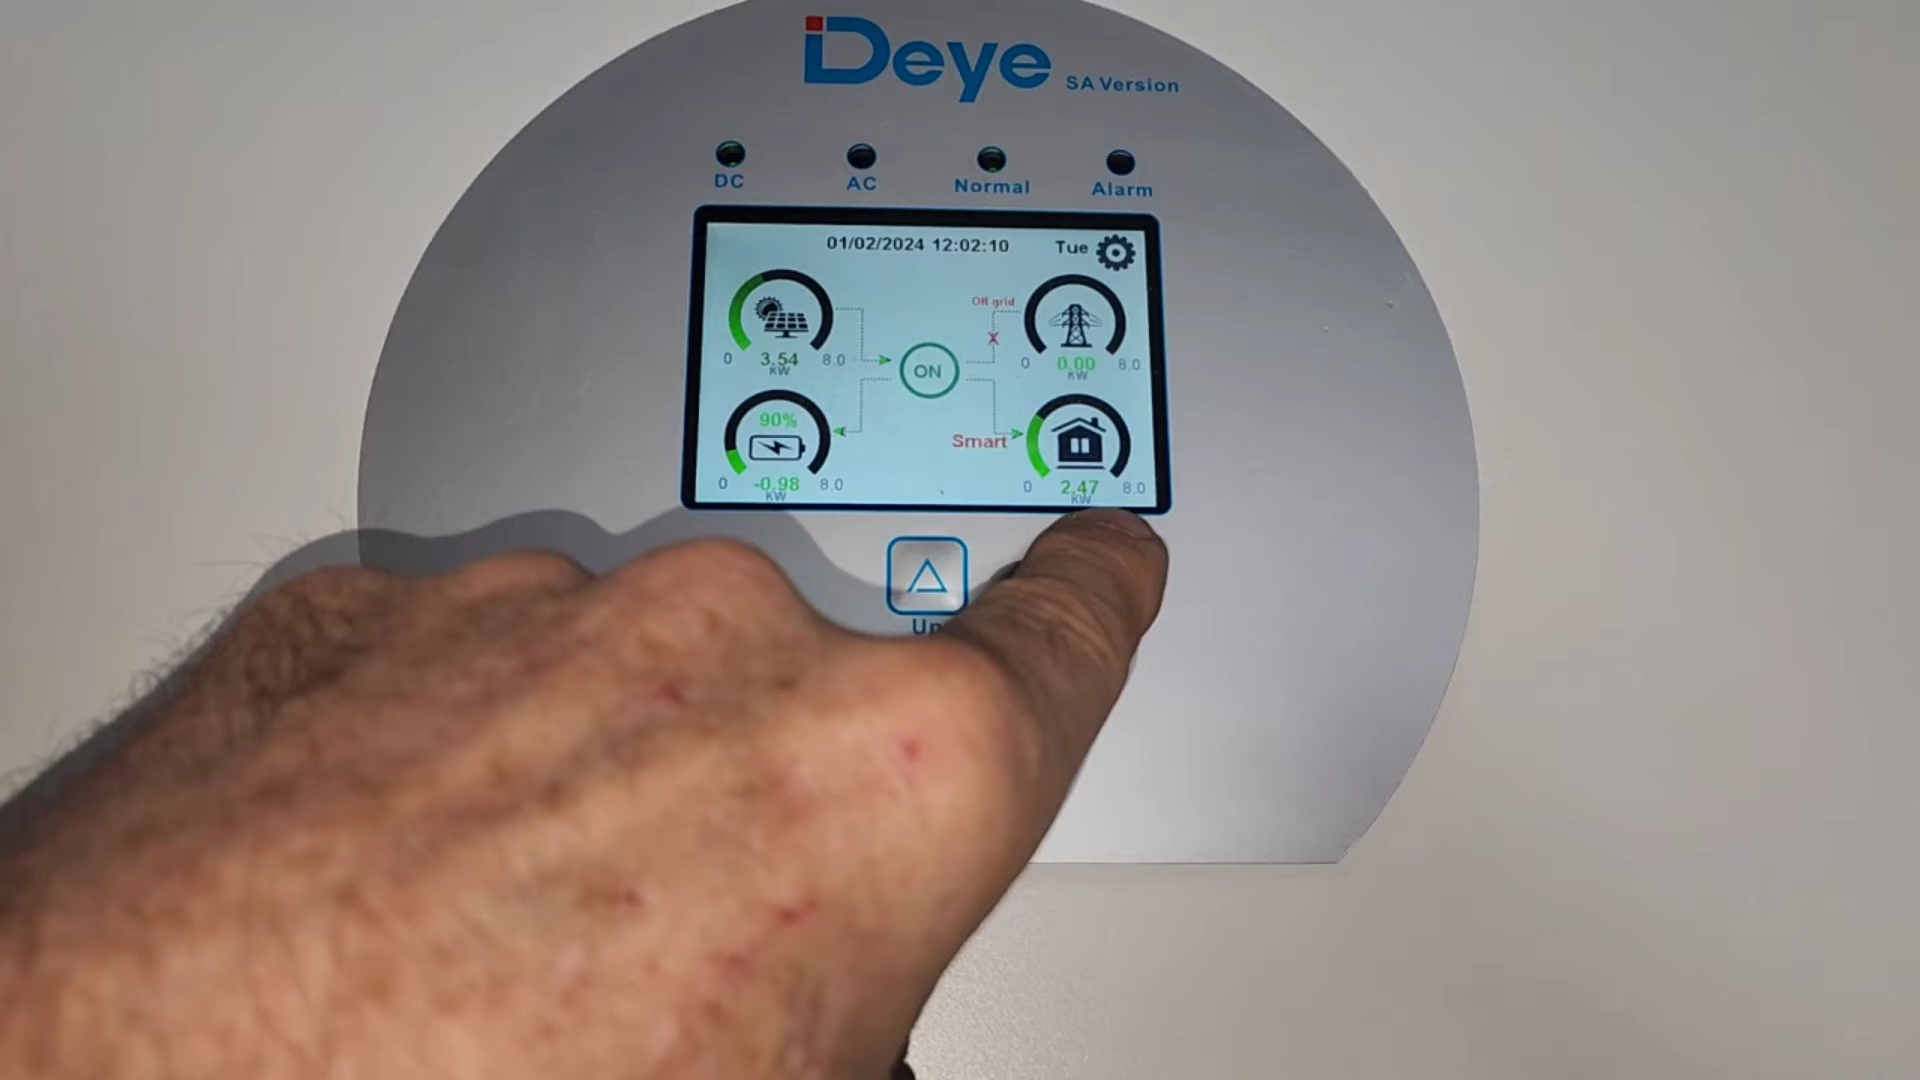 Deye SA Version
DC AC Normal Alarm
01/02/2024 12:02:10 Tue
Off grid
0 3.54 8.0
KW
ON
0 0.00 8.0
KW
90%
Smart
0 -0.98 8.0
KW
0 2.47 8.0
KW
Up